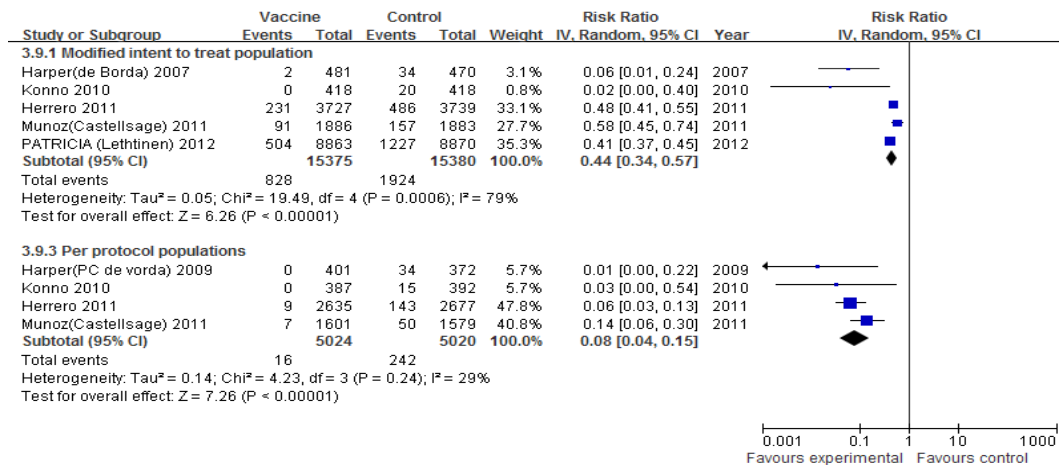 Vaccine Control Risk Ratio Risk Ratio
Study or Subgroup Events Total Events Total Weight IV, Random, 95% CI Year IV, Random, 95% CI
3.9.1 Modified intent to treat population
Harper(de Borda) 2007 2 481 34 470 3.1% 0.06 [0.01, 0.24] 2007
Konno 2010 0 418 20 418 0.8% 0.02 [0.00, 0.40] 2010
Herrero 2011 231 3727 486 3739 33.1% 0.48 [0.41, 0.55] 2011
Munoz(Castellsage) 2011 91 1886 157 1883 27.7% 0.58 [0.45, 0.74] 2011
PATRICIA (Lethtinen) 2012 504 8863 1227 8870 35.3% 0.41 [0.37, 0.45] 2012
Subtotal (95% CI) 15375 15380 100.0% 0.44 [0.34, 0.57]
Total events 828 1924
Heterogeneity: Tau² = 0.05; Chi² = 19.49, df = 4 (P = 0.0006); I² = 79%
Test for overall effect: Z = 6.26 (P < 0.00001)
3.9.3 Per protocol populations
Harper(PC de vorda) 2009 0 401 34 372 5.7% 0.01 [0.00, 0.22] 2009
Konno 2010 0 387 15 392 5.7% 0.03 [0.00, 0.54] 2010
Herrero 2011 9 2635 143 2677 47.8% 0.06 [0.03, 0.13] 2011
Munoz(Castellsage) 2011 7 1601 50 1579 40.8% 0.14 [0.06, 0.30] 2011
Subtotal (95% CI) 5024 5020 100.0% 0.08 [0.04, 0.15]
Total events 16 242
Heterogeneity: Tau² = 0.14; Chi² = 4.23, df = 3 (P = 0.24); I² = 29%
Test for overall effect: Z = 7.26 (P < 0.00001)
0.001 0.1 1 10 1000
Favours experimental Favours control